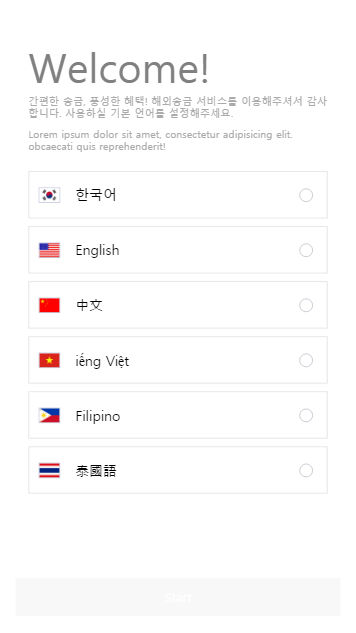 Welcome!
간편한 송금, 풍성한 혜택! 해외송금 서비스를 이용해주셔서 감사
합니다. 사용하실 기본 언어를 설정해주세요.
Lorem ipsum dolor sit amet, consectetur adipisicing elit.
obcaecati quis reprehenderit!
한국어
English
中文
iếng Việt
Filipino
泰國語
Start